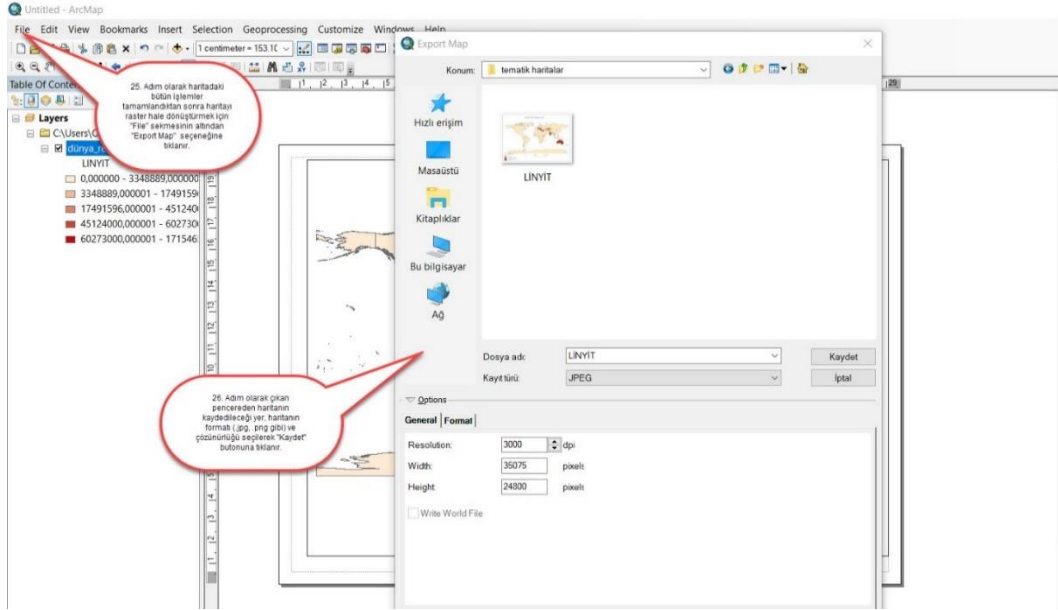 Untitled - ArcMap
File Edit View Bookmarks Insert Selection Geoprocessing Customize Windows Help
1 centimeter = 153.1
Table Of
Layers
C:\Users\
LINYIT
0,000000 - 3348889,000000
3348889,000001 - 1749159
17491596,000001 - 451240
45124000,000001 - 602730
60273000,000001 - 171546
25. Adım olarak haritadaki
bütün işlemler
tamamlandıktan sonra haritayı
raster hale dönüştürmek için
"File" sekmesinin altından
"Export Map" seçeneğine
tıklanır.
26. Adım olarak çıkan
pencereden haritanın
kaydedileceği yer, haritanın
formatı (.jpg, .png gibi) ve
çözünürlüğü seçilerek "Kaydet"
butonuna tıklanır.
Export Map
Konum: tematik haritalar
Hızlı erişim
Masaüstü
Kitaplıklar
Bu bilgisayar
Ağ
LİNYİT
Dosya adı: LİNYİT Kaydet
Kayıt türü: JPEG İptal
Options
General Format
Resolution: 3000 dpi
Width: 35075 pixels
Height: 24800 pixels
Write World File